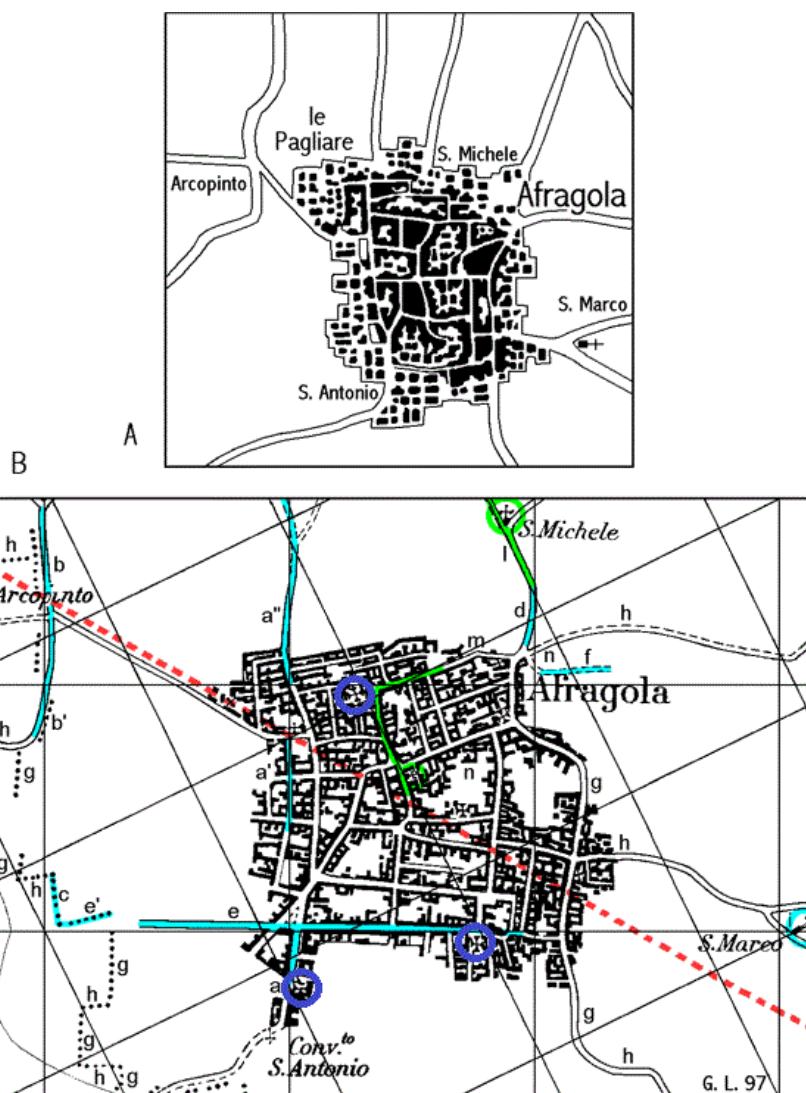 le
Pagliare
S. Michele
Arcopinto
Afragola
S. Marco
S. Antonio
A
B
S. Michele
h
b
l
Arcopinto
a"
d
h
m
n
f
Afragola
b'
h
g
a'
n
g
h
g
h
c
e'
e
S. Marco
g
a
h
g
Conv.to
S. Antonio
g
h
g
h
G. L. 97